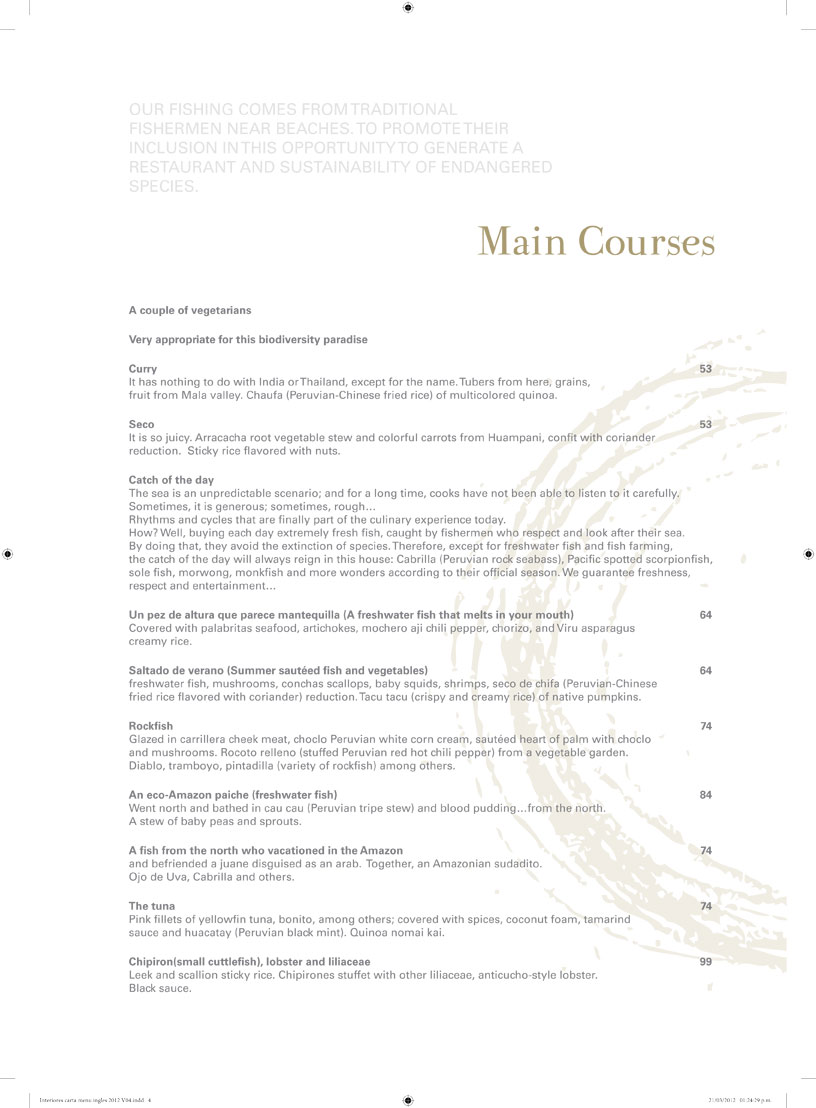 OUR FISHING COMES FROM TRADITIONAL
FISHERMEN NEAR BEACHES. TO PROMOTE THEIR
INCLUSION IN THIS OPPORTUNITY TO GENERATE A
RESTAURANT AND SUSTAINABILITY OF ENDANGERED
SPECIES.
Main Courses
A couple of vegetarians
Very appropriate for this biodiversity paradise
Curry 53
It has nothing to do with India or Thailand, except for the name. Tubers from here, grains,
fruit from Mala valley. Chaufa (Peruvian-Chinese fried rice) of multicolored quinoa.
Seco 53
It is so juicy. Arracacha root vegetable stew and colorful carrots from Huampani, confit with coriander
reduction. Sticky rice flavored with nuts.
Catch of the day
The sea is an unpredictable scenario; and for a long time, cooks have not been able to listen to it carefully.
Sometimes, it is generous; sometimes, rough…
Rhythms and cycles that are finally part of the culinary experience today.
How? Well, buying each day extremely fresh fish, caught by fishermen who respect and look after their sea.
By doing that, they avoid the extinction of species. Therefore, except for freshwater fish and fish farming,
the catch of the day will always reign in this house: Cabrilla (Peruvian rock seabass), Pacific spotted scorpionfish,
sole fish, morwong, monkfish and more wonders according to their official season. We guarantee freshness,
respect and entertainment…
Un pez de altura que parece mantequilla (A freshwater fish that melts in your mouth) 64
Covered with palabritas seafood, artichokes, mochero aji chili pepper, chorizo, and Viru asparagus
creamy rice.
Saltado de verano (Summer sautéed fish and vegetables) 64
freshwater fish, mushrooms, conchas scallops, baby squids, shrimps, seco de chifa (Peruvian-Chinese
fried rice flavored with coriander) reduction. Tacu tacu (crispy and creamy rice) of native pumpkins.
Rockfish 74
Glazed in carrillera cheek meat, choclo Peruvian white corn cream, sautéed heart of palm with choclo
and mushrooms. Rocoto relleno (stuffed Peruvian red hot chili pepper) from a vegetable garden.
Diablo, tramboyo, pintadilla (variety of rockfish) among others.
An eco-Amazon paiche (freshwater fish) 84
Went north and bathed in cau cau (Peruvian tripe stew) and blood pudding…from the north.
A stew of baby peas and sprouts.
A fish from the north who vacationed in the Amazon 74
and befriended a juane disguised as an arab. Together, an Amazonian sudadito.
Ojo de Uva, Cabrilla and others.
The tuna 74
Pink fillets of yellowfin tuna, bonito, among others; covered with spices, coconut foam, tamarind
sauce and huacatay (Peruvian black mint). Quinoa nomai kai.
Chipiron(small cuttlefish), lobster and liliaceae 99
Leek and scallion sticky rice. Chipirones stuffet with other liliaceae, anticucho-style lobster.
Black sauce.
Interiores carta menu ingles 2012 V04.indd 4 21/03/2012 01:24:29 p.m.